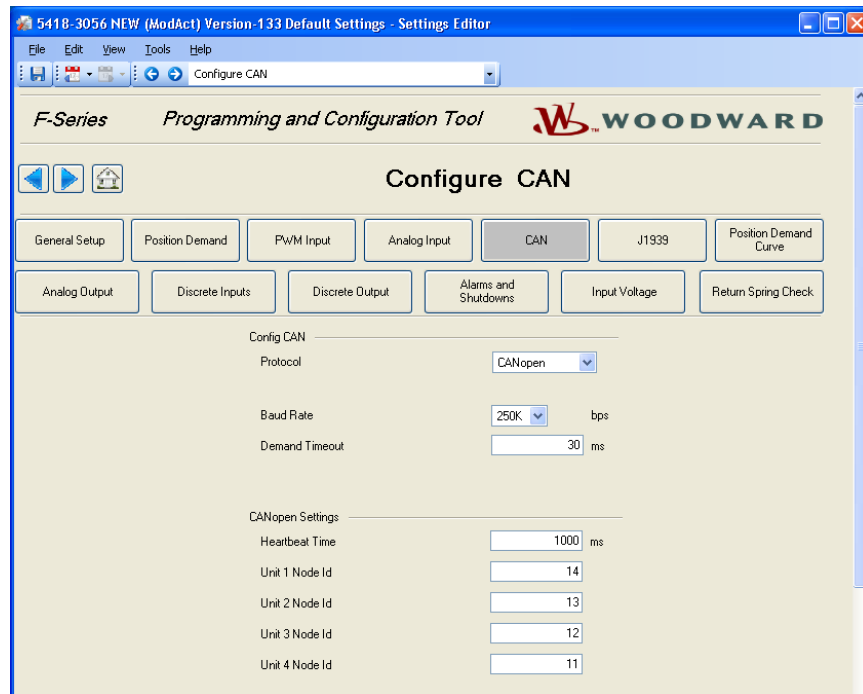 5418-3056 NEW (ModAct) Version-133 Default Settings - Settings Editor
File Edit View Tools Help
Configure CAN
F-Series Programming and Configuration Tool WOODWARD
Configure CAN
General Setup Position Demand PWM Input Analog Input CAN J1939 Position Demand Curve
Analog Output Discrete Inputs Discrete Output Alarms and Shutdowns Input Voltage Return Spring Check
Config CAN
Protocol CANopen
Baud Rate 250K bps
Demand Timeout 30 ms
CANopen Settings
Heartbeat Time 1000 ms
Unit 1 Node Id 14
Unit 2 Node Id 13
Unit 3 Node Id 12
Unit 4 Node Id 11